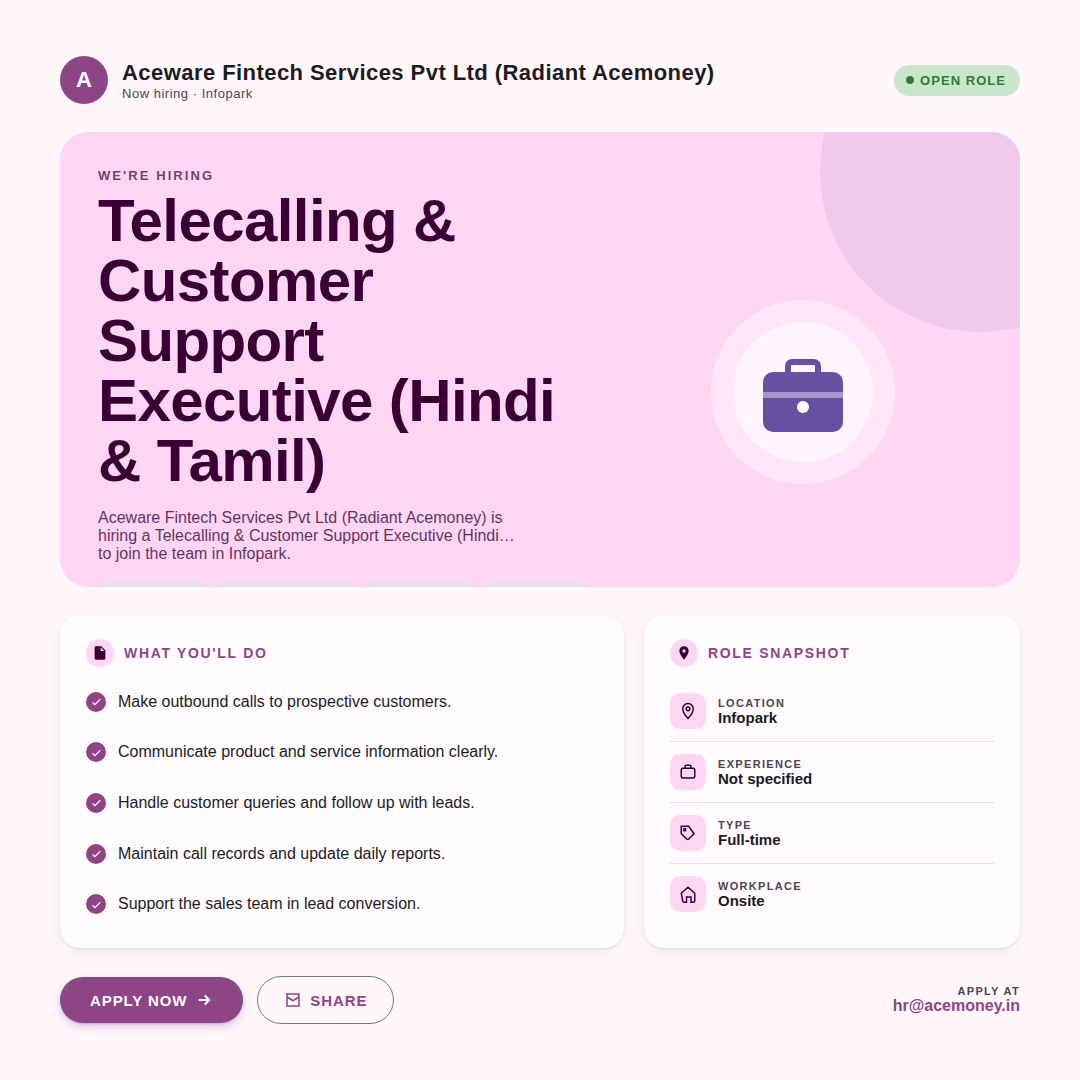 A
Aceware Fintech Services Pvt Ltd (Radiant Acemoney)
Now hiring · Infopark
OPEN ROLE
WE'RE HIRING
Telecalling &
Customer
Support
Executive (Hindi
& Tamil)
Aceware Fintech Services Pvt Ltd (Radiant Acemoney) is
hiring a Telecalling & Customer Support Executive (Hindi…
to join the team in Infopark.
WHAT YOU'LL DO
Make outbound calls to prospective customers.
Communicate product and service information clearly.
Handle customer queries and follow up with leads.
Maintain call records and update daily reports.
Support the sales team in lead conversion.
ROLE SNAPSHOT
LOCATION
Infopark
EXPERIENCE
Not specified
TYPE
Full-time
WORKPLACE
Onsite
APPLY NOW
SHARE
APPLY AT
hr@acemoney.in